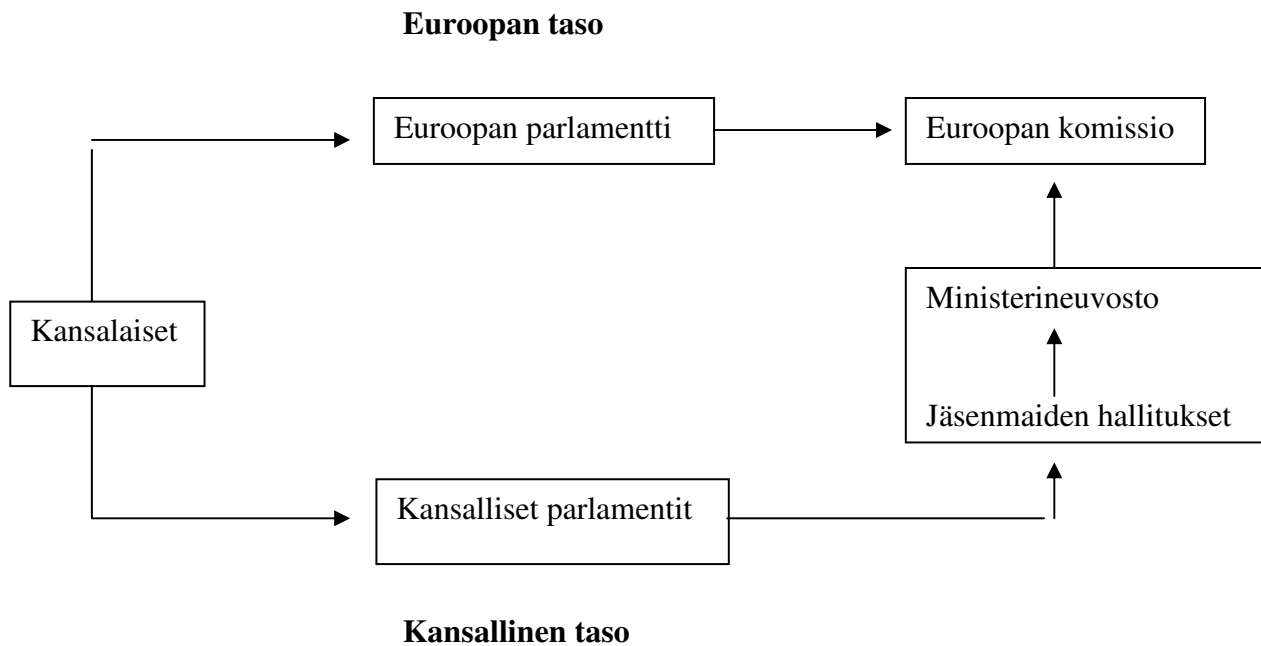 Euroopan taso
Euroopan parlamentti
Euroopan komissio
Ministerineuvosto
Kansalaiset
Jäsenmaiden hallitukset
Kansalliset parlamentit
Kansallinen taso